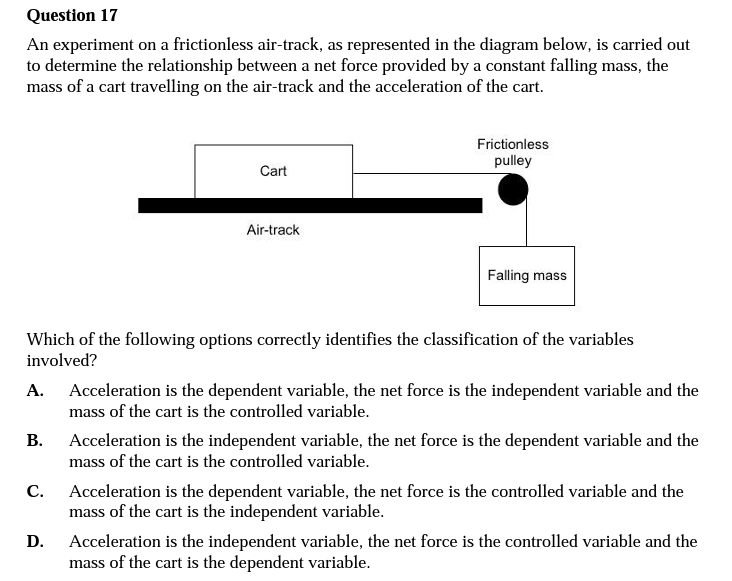 Question 17
An experiment on a frictionless air-track, as represented in the diagram below, is carried out
to determine the relationship between a net force provided by a constant falling mass, the
mass of a cart travelling on the air-track and the acceleration of the cart.
Frictionless
pulley
Cart
Air-track
Falling mass
Which of the following options correctly identifies the classification of the variables
involved?
A. Acceleration is the dependent variable, the net force is the independent variable and the
mass of the cart is the controlled variable.
B. Acceleration is the independent variable, the net force is the dependent variable and the
mass of the cart is the controlled variable.
C. Acceleration is the dependent variable, the net force is the controlled variable and the
mass of the cart is the independent variable.
D. Acceleration is the independent variable, the net force is the controlled variable and the
mass of the cart is the dependent variable.